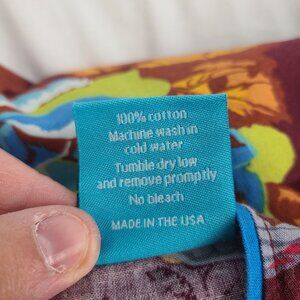 100% cotton
Machine wash in
cold water
Tumble dry low
and remove promptly
No bleach
MADE IN THE USA